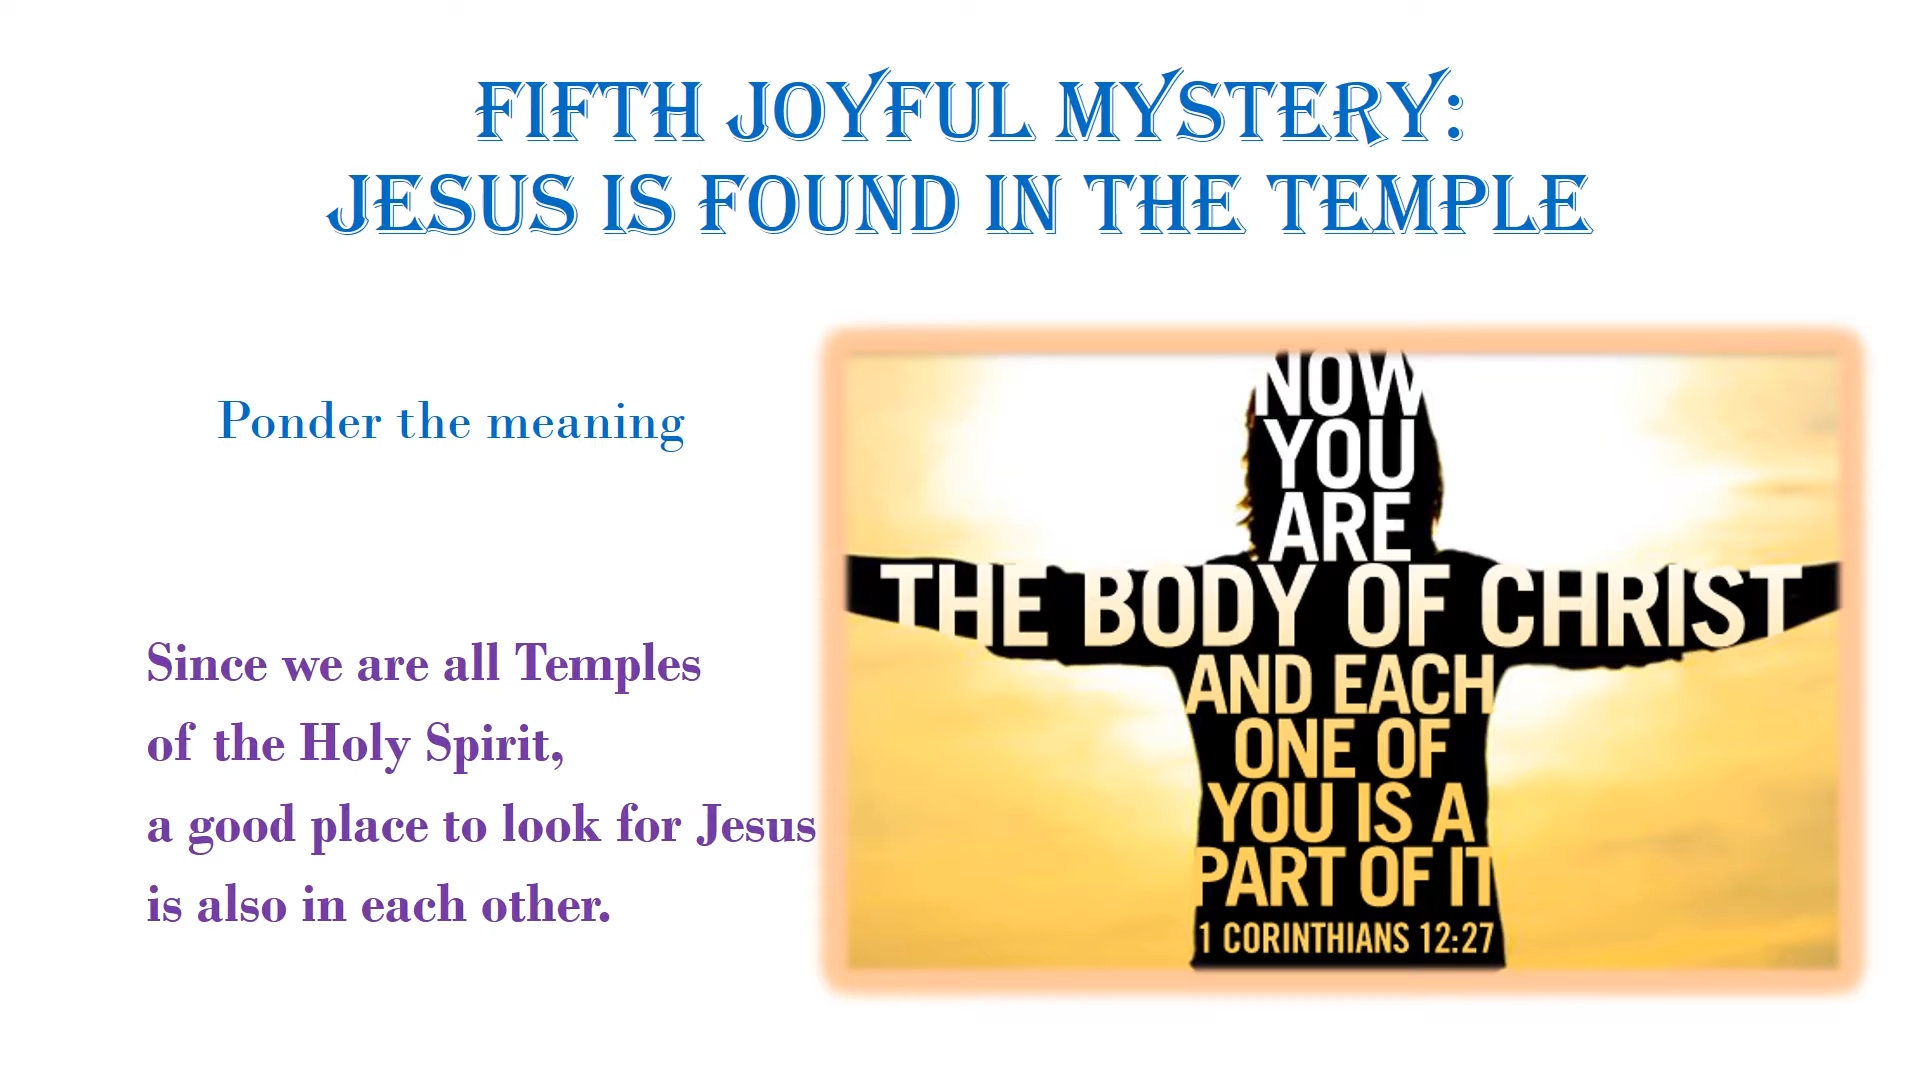 FIFTH JOYFUL MYSTERY:
JESUS IS FOUND IN THE TEMPLE
Ponder the meaning
Since we are all Temples
of the Holy Spirit,
a good place to look for Jesus
is also in each other.
NOW
YOU
ARE
THE BODY OF CHRIST
AND EACH
ONE OF
YOU IS A
PART OF IT
1 CORINTHIANS 12:27